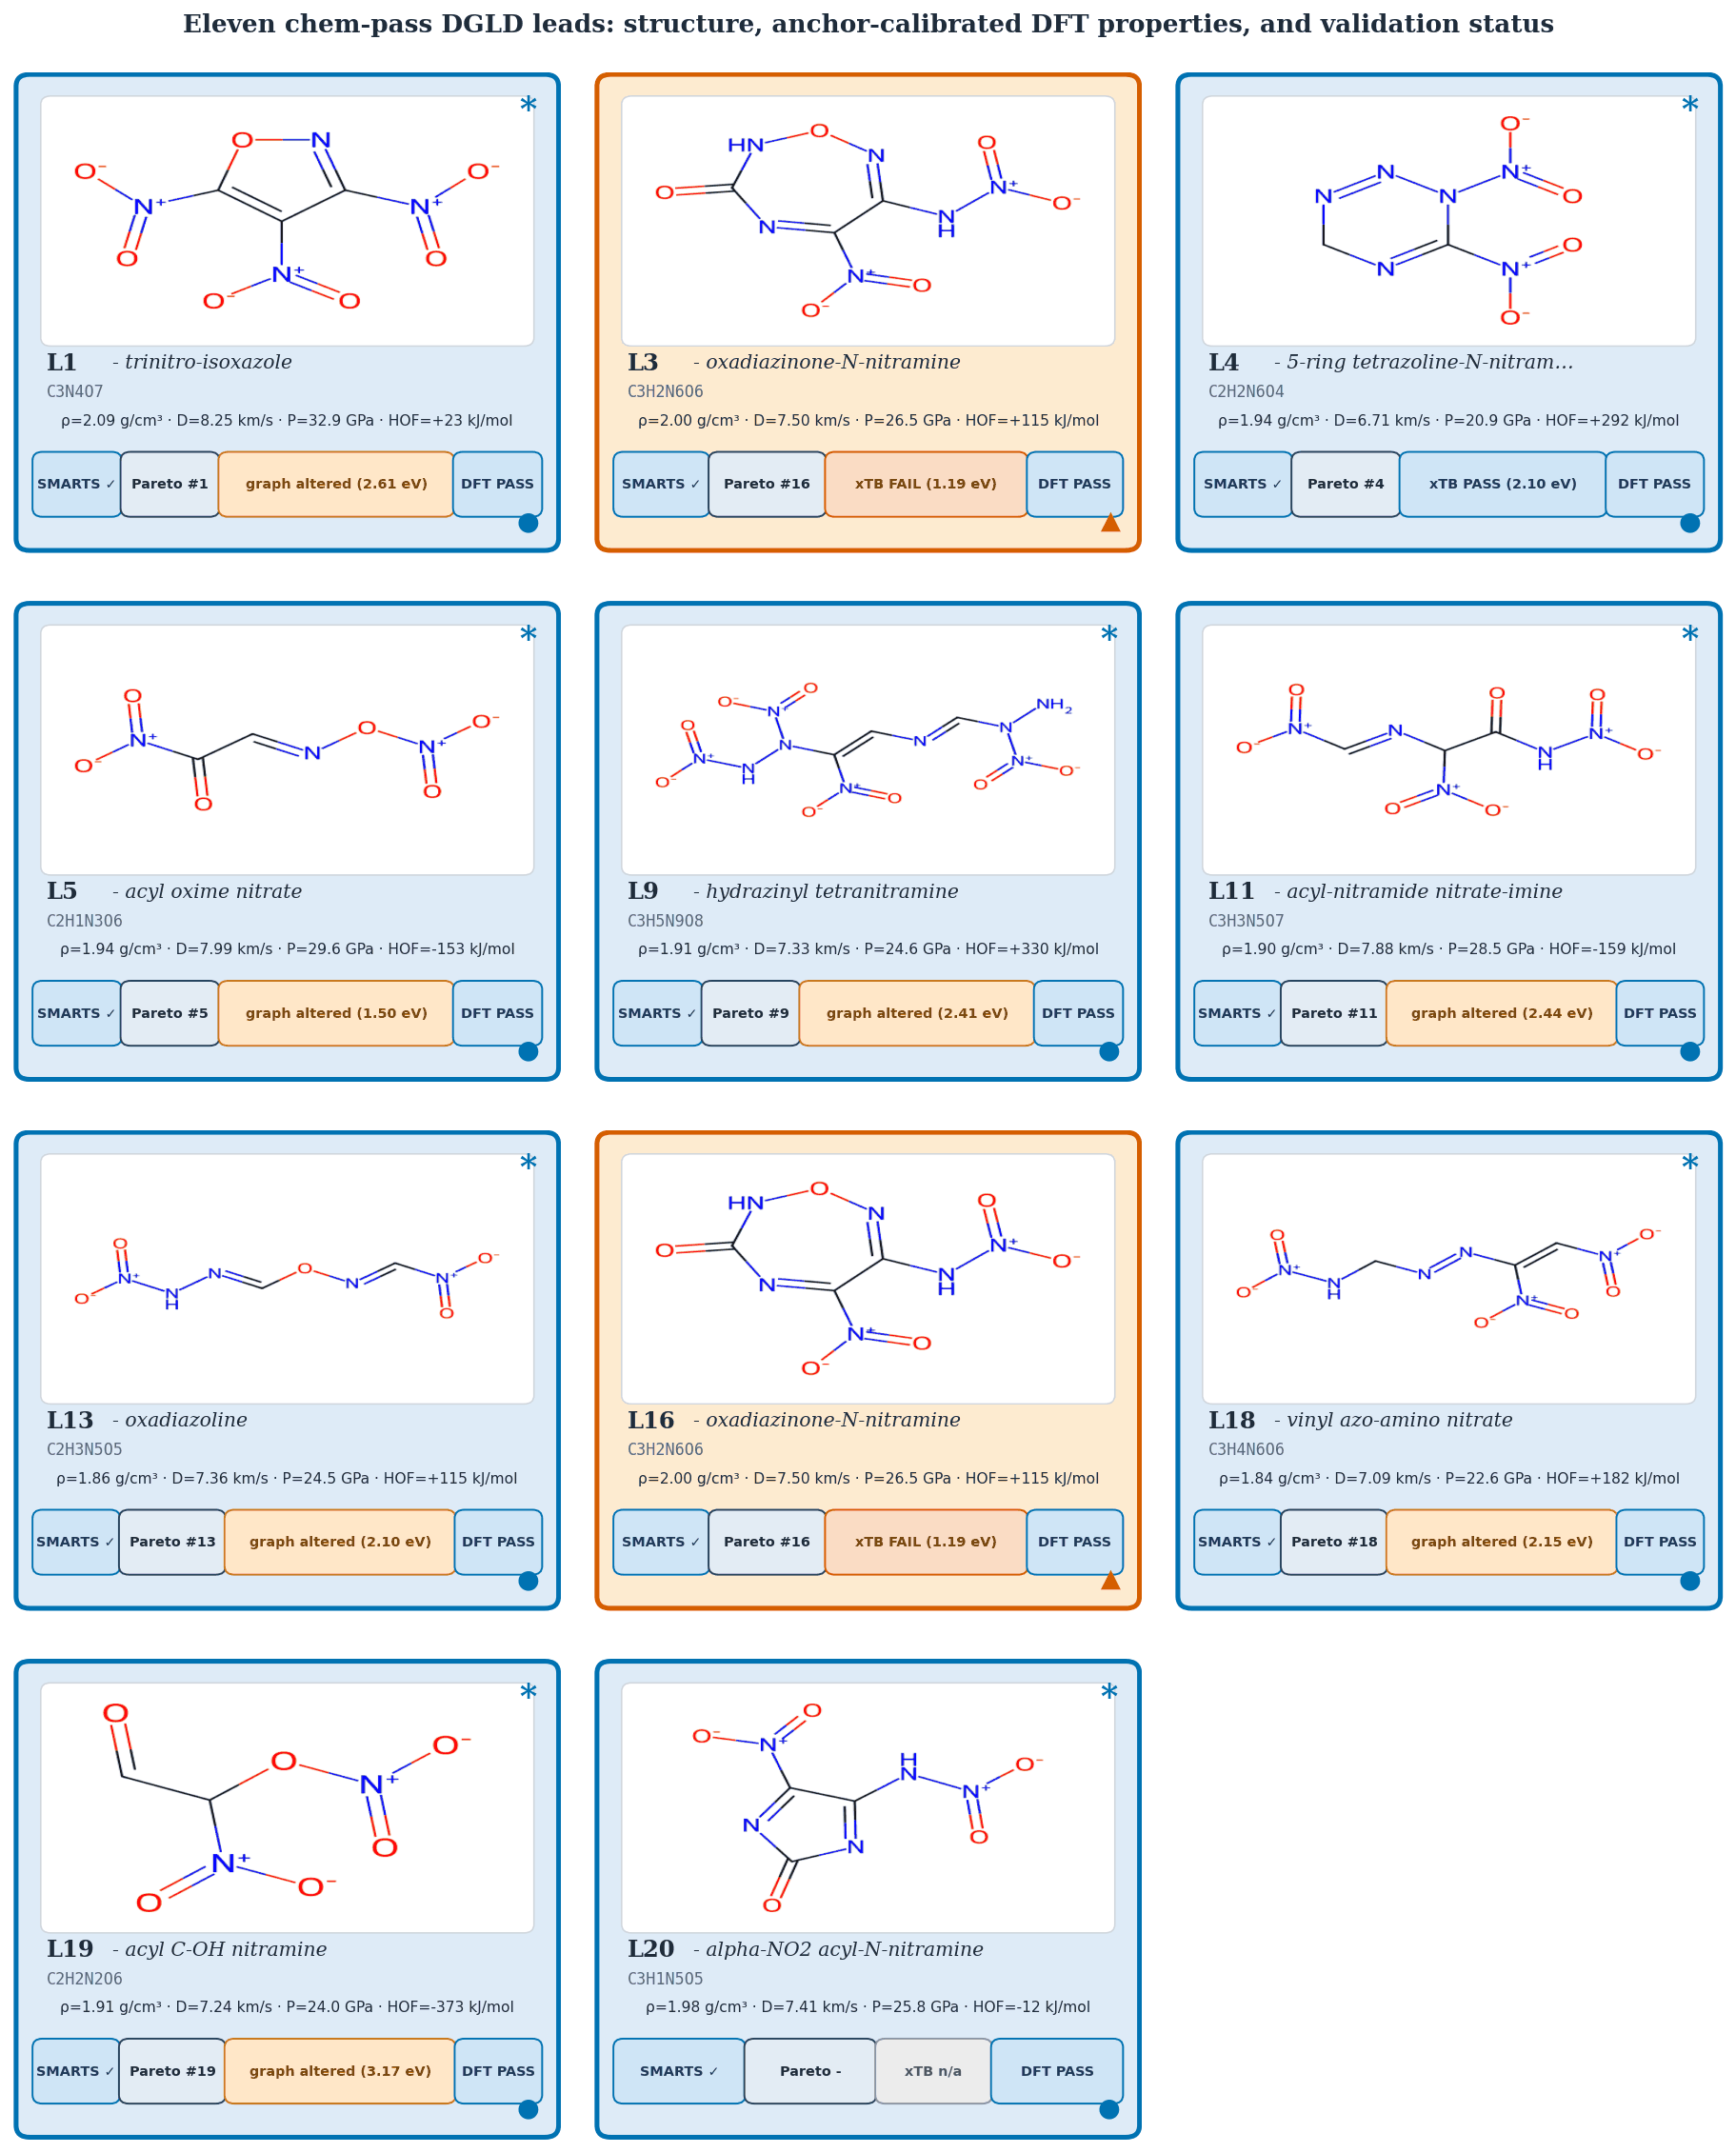 Eleven chem-pass DGLD leads: structure, anchor-calibrated DFT properties, and validation status
*
O N
O⁻ N⁺ O N⁺ O⁻ O
N⁺ O⁻ O
L1 - trinitro-isoxazole
C3N4O7
ρ=2.09 g/cm³ · D=8.25 km/s · P=32.9 GPa · HOF=+23 kJ/mol
SMARTS ✓ Pareto #1 graph altered (2.61 eV) DFT PASS
HN O N O
O N N H N⁺ O⁻
N⁺ O O⁻
L3 - oxadiazinone-N-nitramine
C3H2N6O6
ρ=2.00 g/cm³ · D=7.50 km/s · P=26.5 GPa · HOF=+115 kJ/mol
SMARTS ✓ Pareto #16 xTB FAIL (1.19 eV) DFT PASS
*
O⁻ N⁺ O
N N N
N N⁺ O O⁻
L4 - 5-ring tetrazoline-N-nitram...
C2H2N6O4
ρ=1.94 g/cm³ · D=6.71 km/s · P=20.9 GPa · HOF=+292 kJ/mol
SMARTS ✓ Pareto #4 xTB PASS (2.10 eV) DFT PASS
*
O N⁺ O⁻ O N O N⁺ O⁻ O
L5 - acyl oxime nitrate
C2H1N3O6
ρ=1.94 g/cm³ · D=7.99 km/s · P=29.6 GPa · HOF=-153 kJ/mol
SMARTS ✓ Pareto #5 graph altered (1.50 eV) DFT PASS
*
O⁻ N⁺ O NH₂
O N⁺ O⁻ N H N N N
N⁺ O⁻ O N⁺ O O⁻
L9 - hydrazinyl tetranitramine
C3H5N9O8
ρ=1.91 g/cm³ · D=7.33 km/s · P=24.6 GPa · HOF=+330 kJ/mol
SMARTS ✓ Pareto #9 graph altered (2.41 eV) DFT PASS
*
O N⁺ O⁻ N O N H O N⁺ O⁻
N⁺ O O⁻
L11 - acyl-nitramide nitrate-imine
C3H3N5O7
ρ=1.90 g/cm³ · D=7.88 km/s · P=28.5 GPa · HOF=-159 kJ/mol
SMARTS ✓ Pareto #11 graph altered (2.44 eV) DFT PASS
*
O N⁺ O⁻ N H N O N N⁺ O⁻ O
L13 - oxadiazoline
C2H3N5O5
ρ=1.86 g/cm³ · D=7.36 km/s · P=24.5 GPa · HOF=+115 kJ/mol
SMARTS ✓ Pareto #13 graph altered (2.10 eV) DFT PASS
HN O N O
O N N H N⁺ O⁻
N⁺ O O⁻
L16 - oxadiazinone-N-nitramine
C3H2N6O6
ρ=2.00 g/cm³ · D=7.50 km/s · P=26.5 GPa · HOF=+115 kJ/mol
SMARTS ✓ Pareto #16 xTB FAIL (1.19 eV) DFT PASS
*
O N⁺ O⁻ N H N N N⁺ O⁻ O
N⁺ O⁻ O
L18 - vinyl azo-amino nitrate
C3H4N6O6
ρ=1.84 g/cm³ · D=7.09 km/s · P=22.6 GPa · HOF=+182 kJ/mol
SMARTS ✓ Pareto #18 graph altered (2.15 eV) DFT PASS
*
O O N⁺ O⁻ O
N⁺ O O⁻
L19 - acyl C-OH nitramine
C2H2N2O6
ρ=1.91 g/cm³ · D=7.24 km/s · P=24.0 GPa · HOF=-373 kJ/mol
SMARTS ✓ Pareto #19 graph altered (3.17 eV) DFT PASS
*
O⁻ N⁺ O H N N⁺ O⁻ O
N N
O
L20 - alpha-NO2 acyl-N-nitramine
C3H1N5O5
ρ=1.98 g/cm³ · D=7.41 km/s · P=25.8 GPa · HOF=-12 kJ/mol
SMARTS ✓ Pareto - xTB n/a DFT PASS